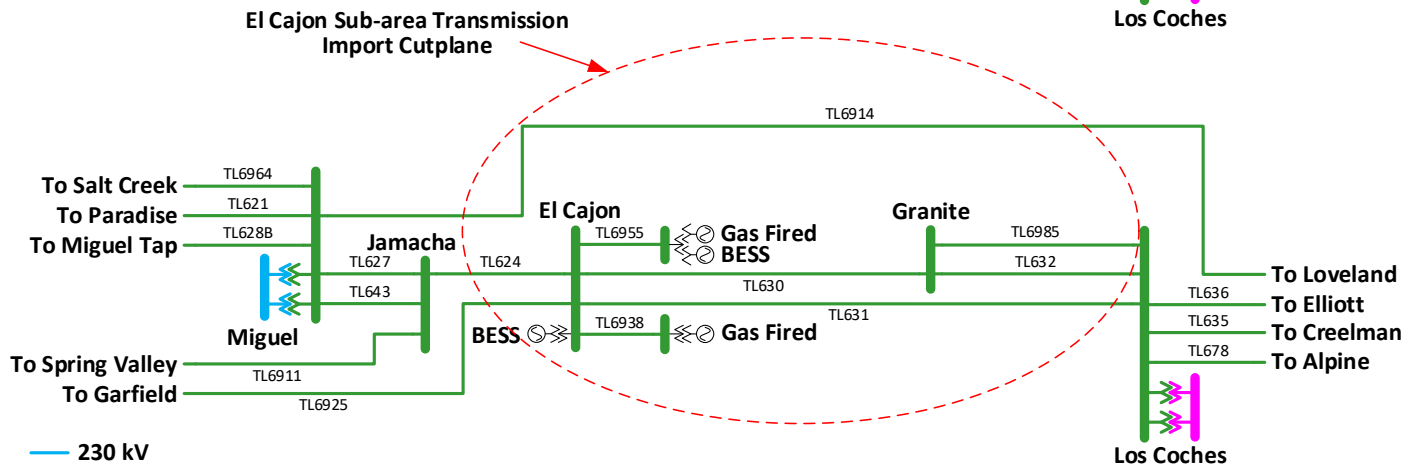 Los Coches
El Cajon Sub-area Transmission
Import Cutplane
TL6914
TL6964
To Salt Creek
TL621
To Paradise
TL628B
To Miguel Tap
El Cajon
Granite
TL6955
Gas Fired
BESS
TL6985
Jamacha
TL627
TL624
TL630
TL632
To Loveland
TL643
TL631
TL636
To Elliott
Miguel
BESS
TL6938
Gas Fired
TL635
To Creelman
To Spring Valley
TL6911
TL678
To Alpine
To Garfield
TL6925
230 kV
Los Coches